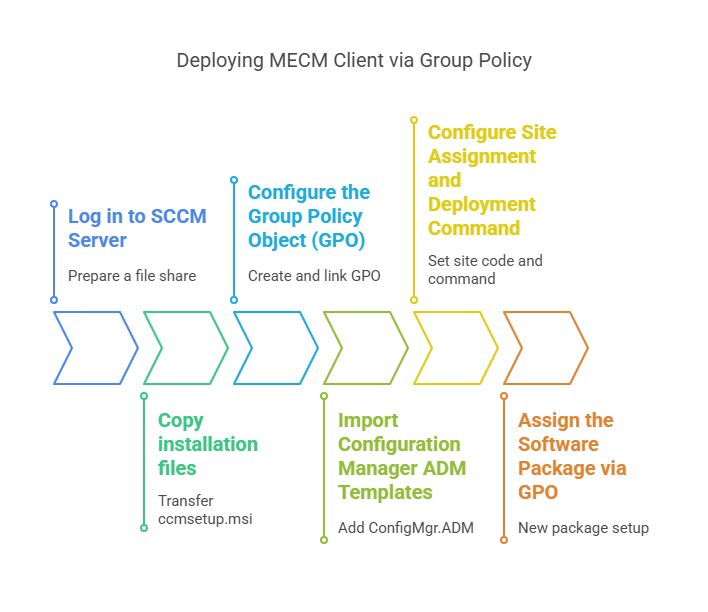 Deploying MECM Client via Group Policy
Log in to SCCM
Server
Prepare a file share
Copy
installation
files
Transfer
ccmsetup.msi
Configure the
Group Policy
Object (GPO)
Create and link GPO
Import
Configuration
Manager ADM
Templates
Add ConfigMgr.ADM
Configure Site
Assignment
and
Deployment
Command
Set site code and
command
Assign the
Software
Package via
GPO
New package setup